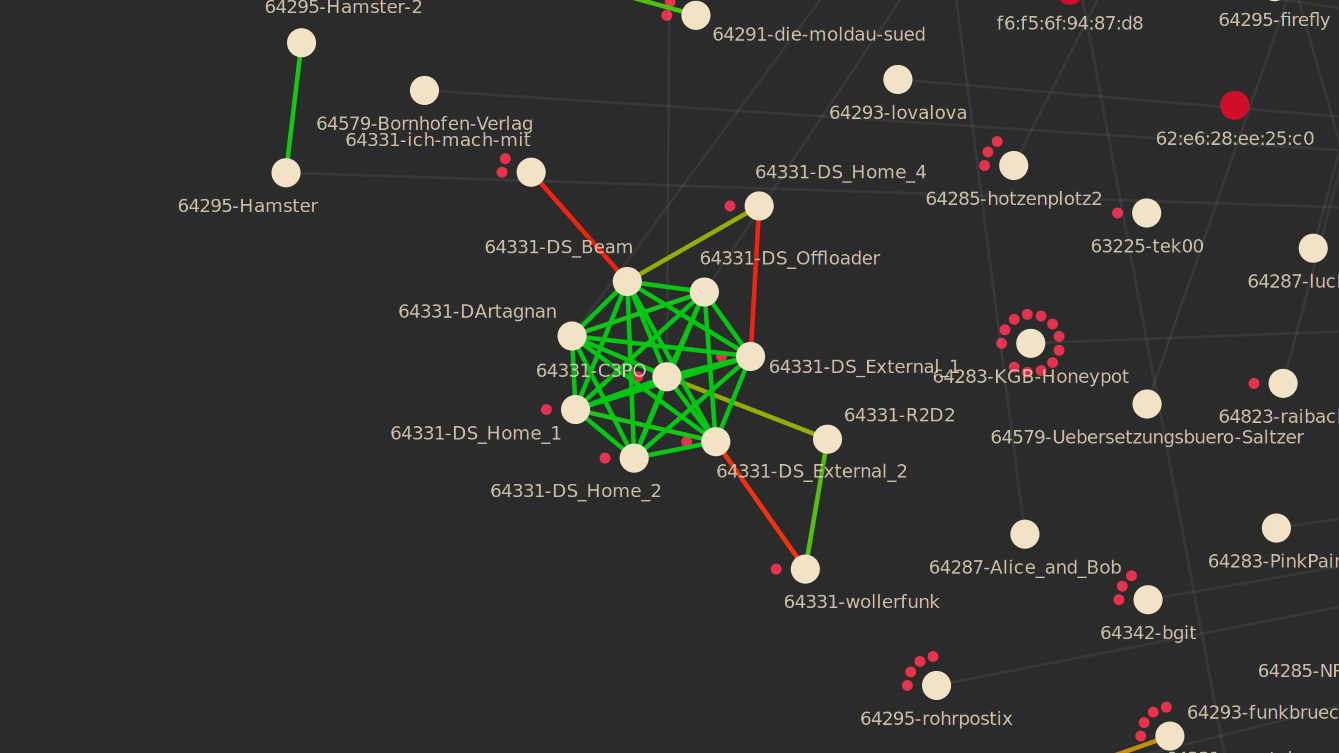 64295-Hamster-2
f6:f5:6f:94:87:d8
64295-firefly
64291-die-moldau-sued
64293-lovalova
64579-Bornhofen-Verlag
62:e6:28:ee:25:c0
64331-ich-mach-mit
64331-DS_Home_4
64285-hotzenplotz2
64295-Hamster
64331-DS_Beam
63225-tek00
64331-DS_Offloader
64287-luc
64331-DArtagnan
64331-C3PO
64331-DS_External_1
64283-KGB-Honeypot
64331-R2D2
64823-raibac
64331-DS_Home_1
64579-Uebersetzungsbuero-Saltzer
64331-DS_External_2
64331-DS_Home_2
64287-Alice_and_Bob
64283-PinkPair
64331-wollerfunk
64342-bgit
64285-NF
64295-rohrpostix
64293-funkbruec